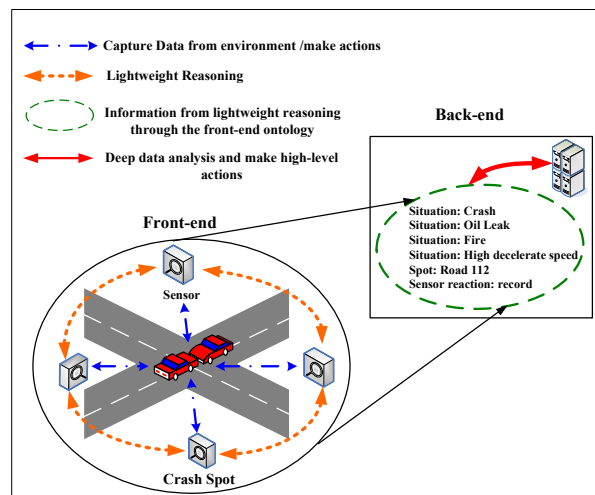 Capture Data from environment /make actions
Lightweight Reasoning
Information from lightweight reasoning
through the front-end ontology
Deep data analysis and make high-level
actions
Back-end
Situation: Crash
Situation: Oil Leak
Situation: Fire
Situation: High decelerate speed
Spot: Road 112
Sensor reaction: record
Front-end
Sensor
Crash Spot